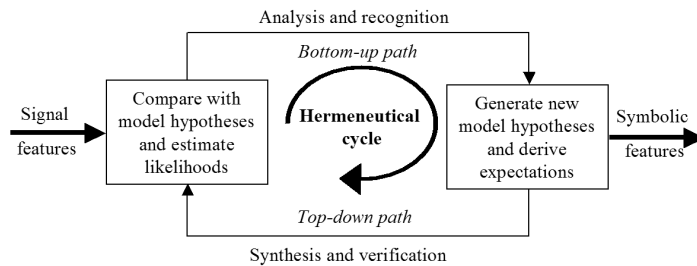 Analysis and recognition
Bottom-up path
Signal
features
Compare with
model hypotheses
and estimate
likelihoods
Hermeneutical
cycle
Generate new
model hypotheses
and derive
expectations
Symbolic
features
Top-down path
Synthesis and verification